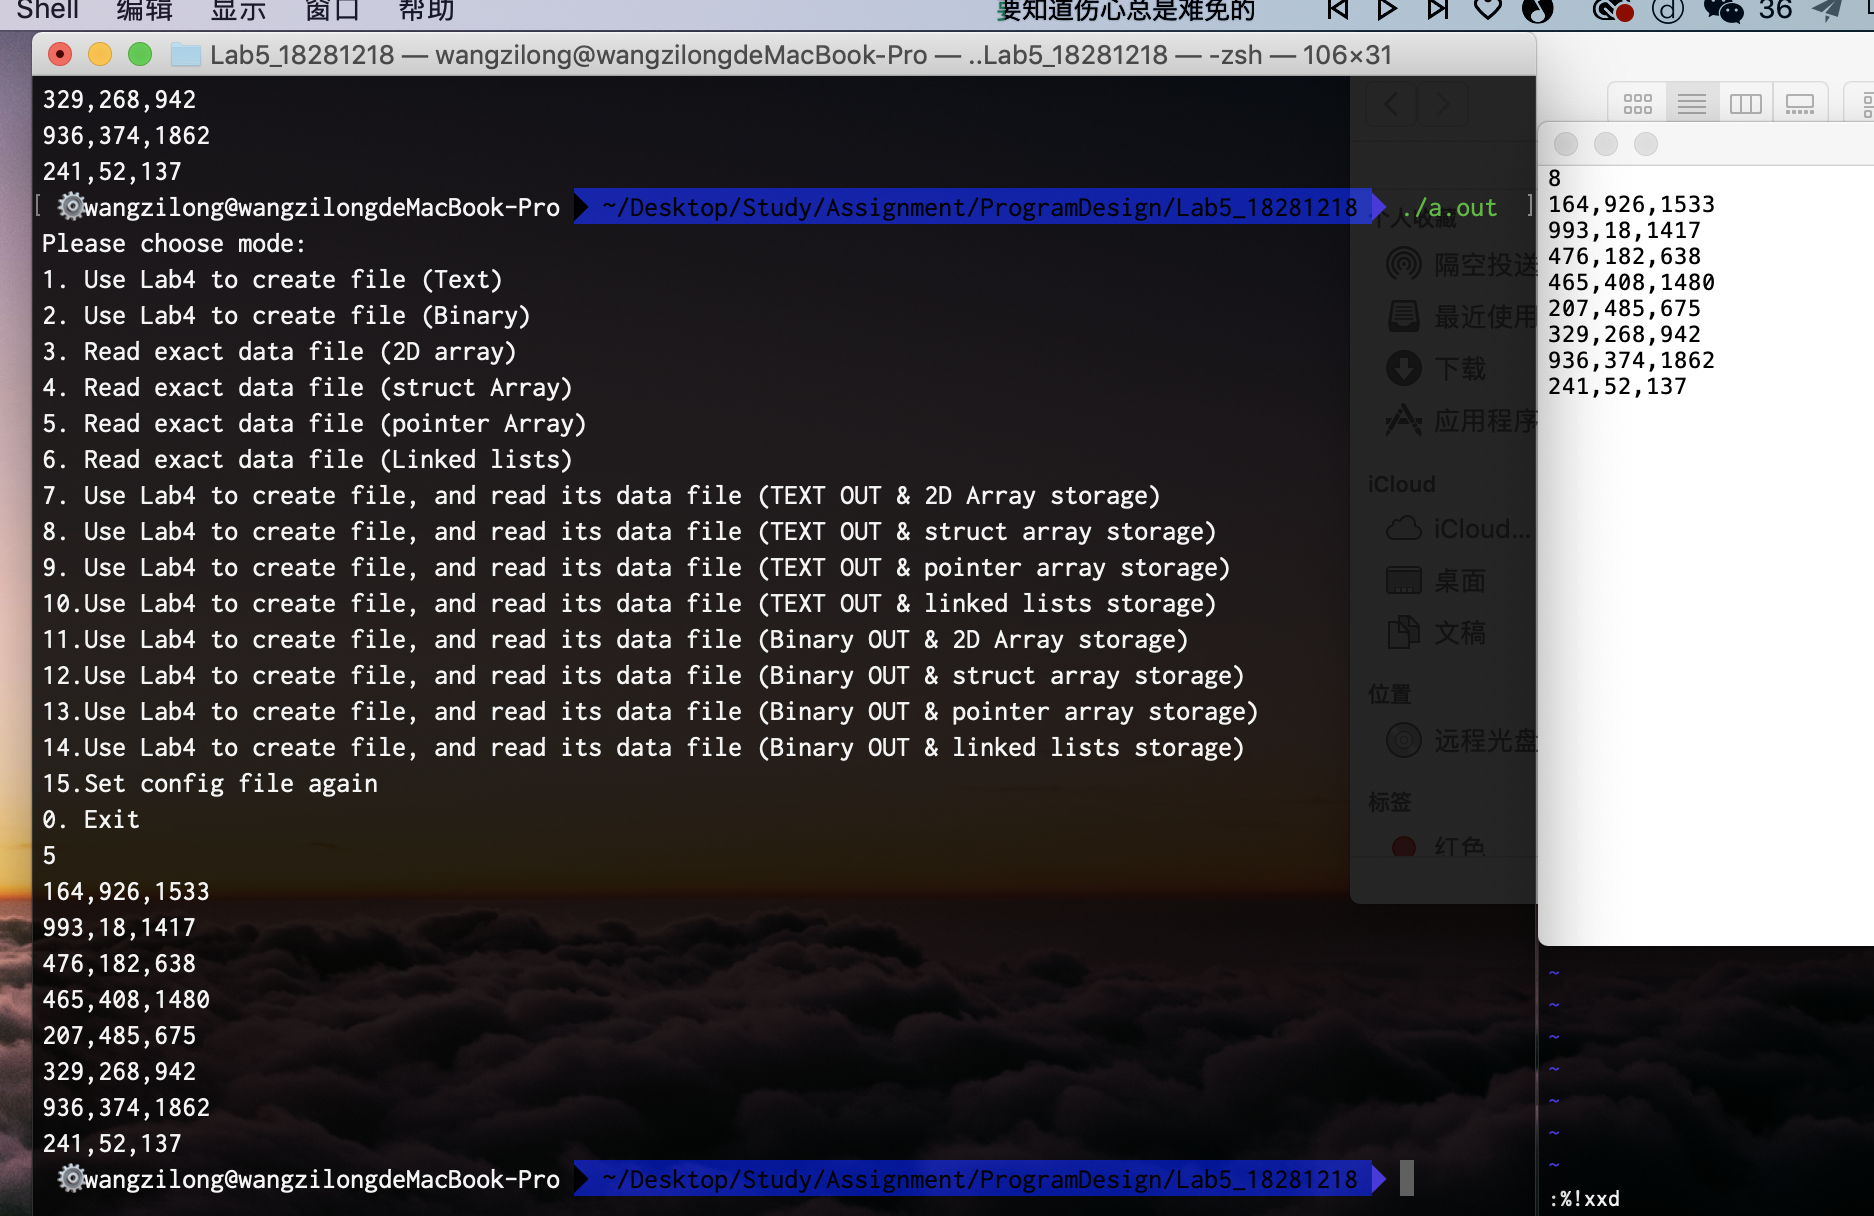 Shell 编辑 显示 窗口 帮助 要知道伤心总是难免的 36
Lab5_18281218 — wangzilong@wangzilongdeMacBook-Pro — ..Lab5_18281218 — -zsh — 106×31
329,268,942
936,374,1862
241,52,137
[ wangzilong@wangzilongdeMacBook-Pro ~/Desktop/Study/Assignment/ProgramDesign/Lab5_18281218 ./a.out ]
Please choose mode:
1. Use Lab4 to create file (Text)
2. Use Lab4 to create file (Binary)
3. Read exact data file (2D array)
4. Read exact data file (struct Array)
5. Read exact data file (pointer Array)
6. Read exact data file (Linked lists)
7. Use Lab4 to create file, and read its data file (TEXT OUT & 2D Array storage)
8. Use Lab4 to create file, and read its data file (TEXT OUT & struct array storage)
9. Use Lab4 to create file, and read its data file (TEXT OUT & pointer array storage)
10.Use Lab4 to create file, and read its data file (TEXT OUT & linked lists storage)
11.Use Lab4 to create file, and read its data file (Binary OUT & 2D Array storage)
12.Use Lab4 to create file, and read its data file (Binary OUT & struct array storage)
13.Use Lab4 to create file, and read its data file (Binary OUT & pointer array storage)
14.Use Lab4 to create file, and read its data file (Binary OUT & linked lists storage)
15.Set config file again
0. Exit
5
164,926,1533
993,18,1417
476,182,638
465,408,1480
207,485,675
329,268,942
936,374,1862
241,52,137
wangzilong@wangzilongdeMacBook-Pro ~/Desktop/Study/Assignment/ProgramDesign/Lab5_18281218
个人收藏
隔空投送
最近使用
下载
应用程序
iCloud
iCloud...
桌面
文稿
位置
远程光盘
标签
红色
8
164,926,1533
993,18,1417
476,182,638
465,408,1480
207,485,675
329,268,942
936,374,1862
241,52,137
~
~
~
~
~
~
~
:%!xxd